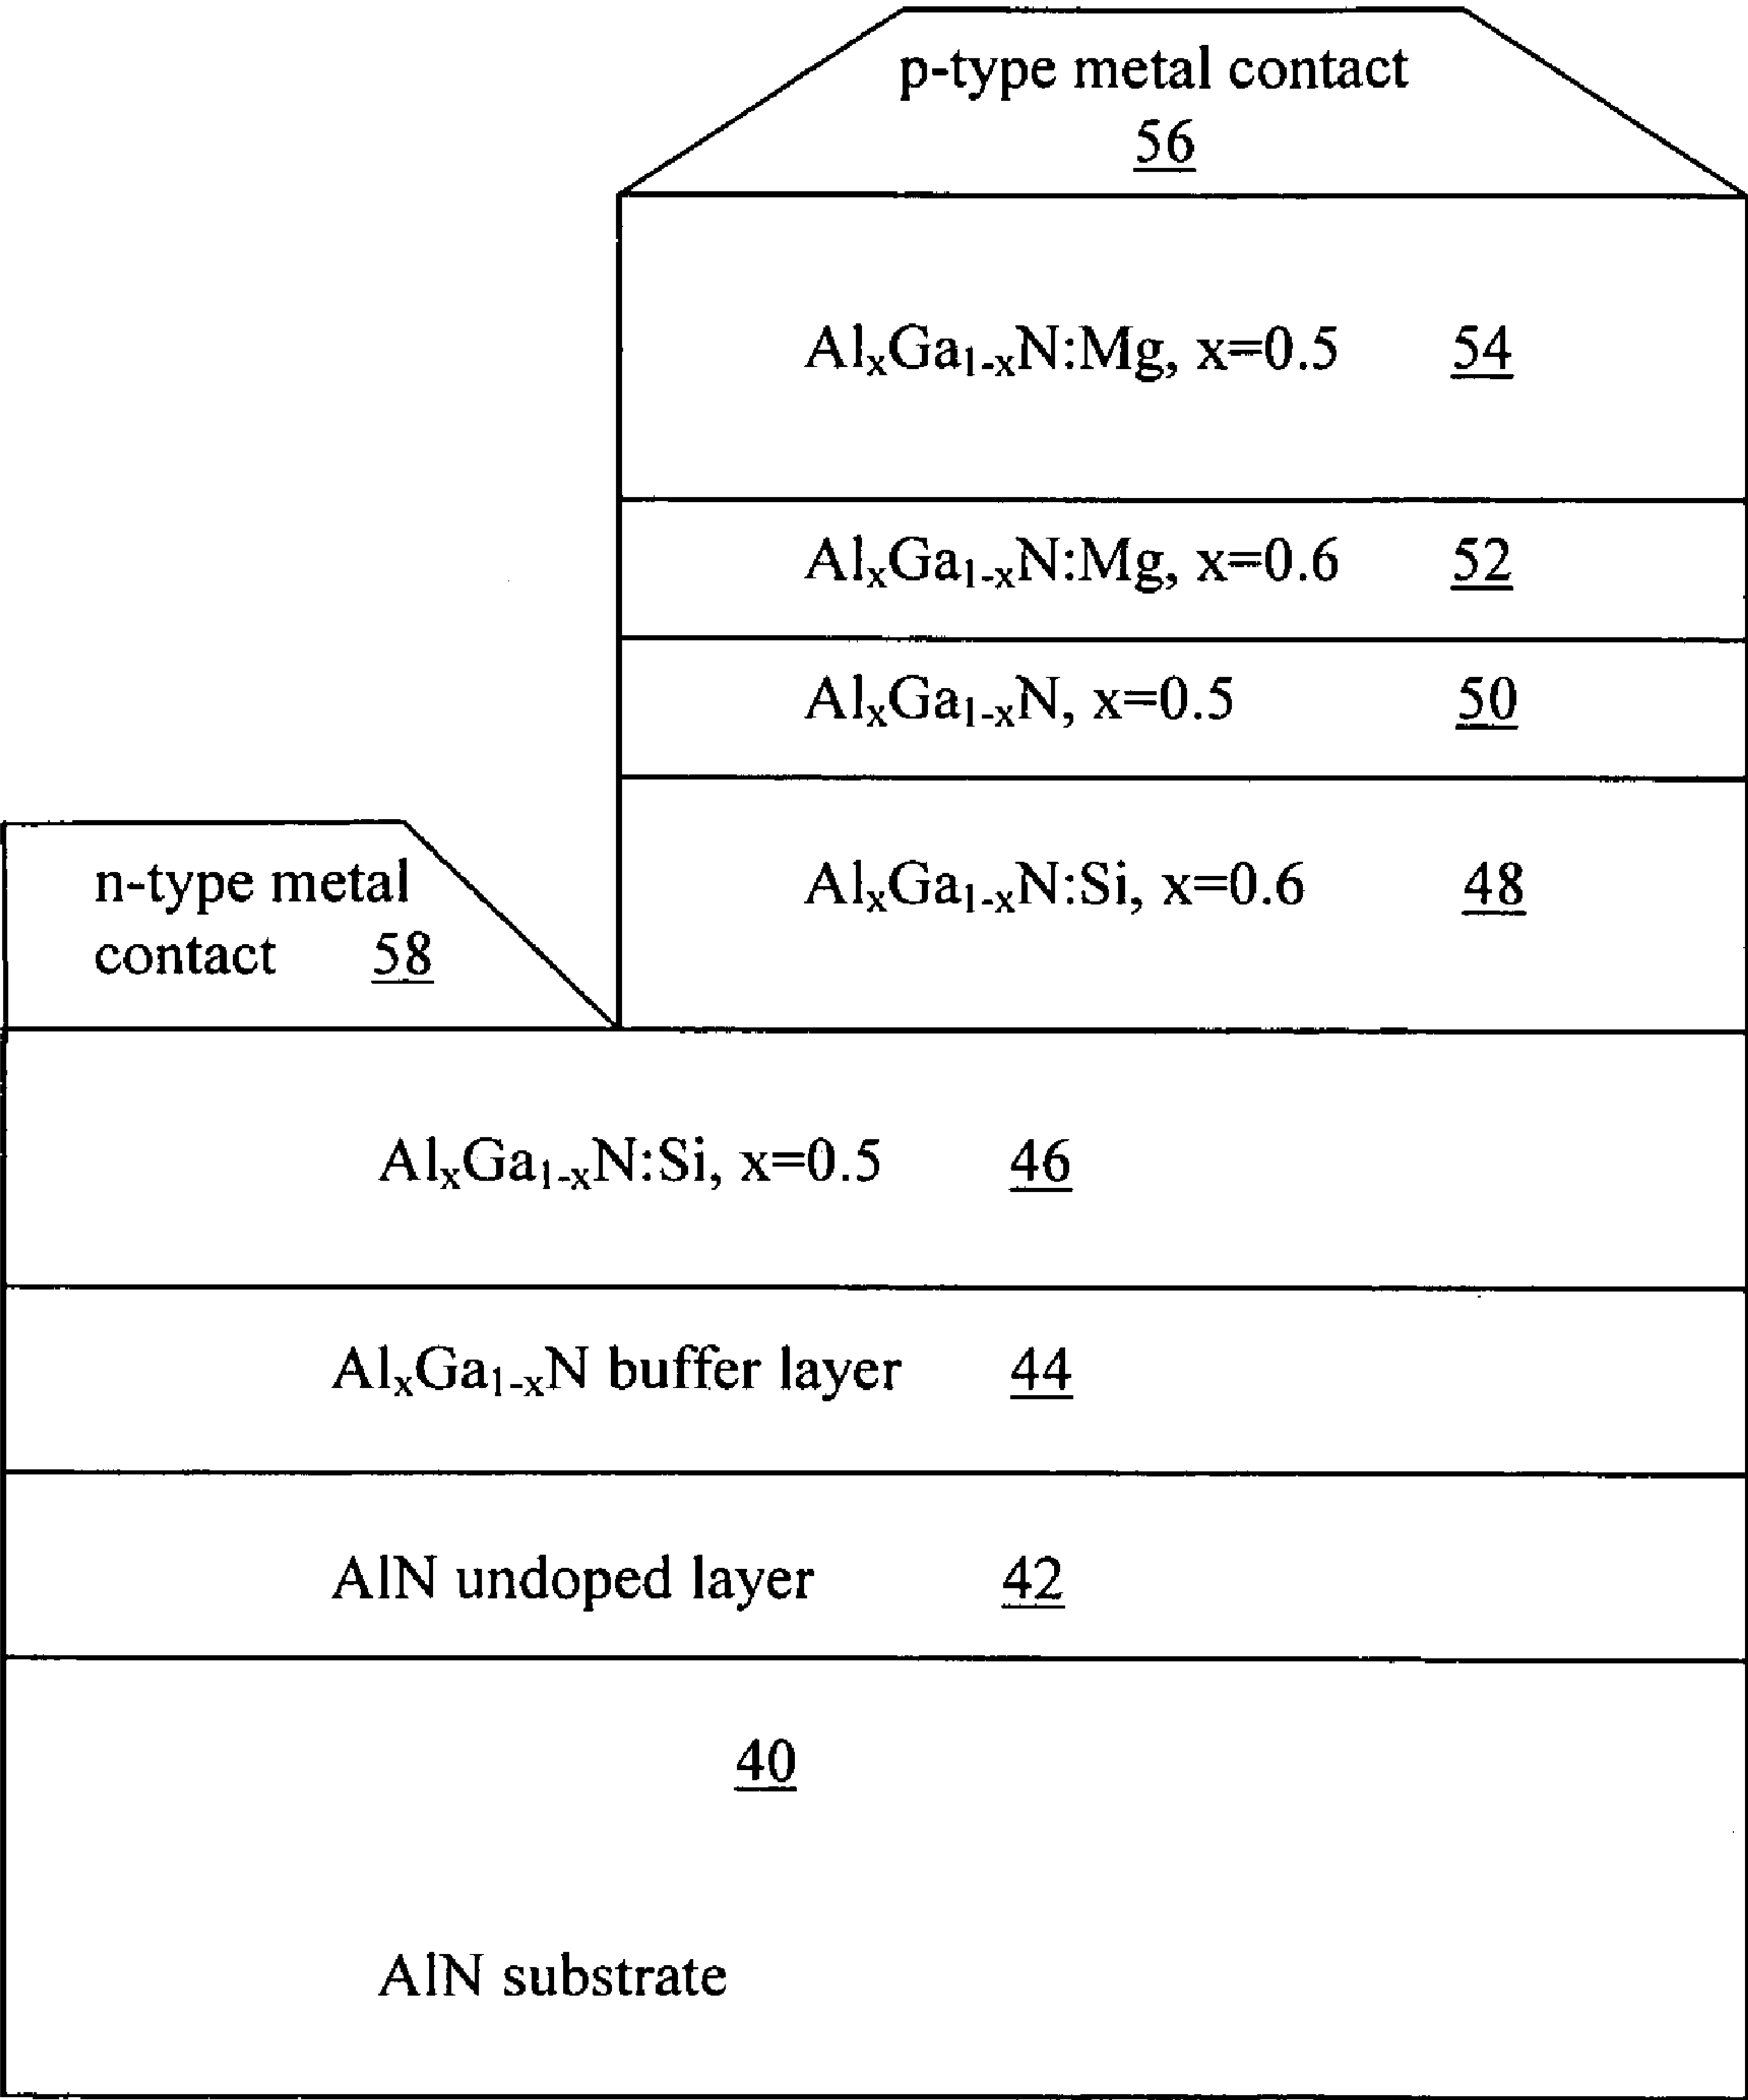 p-type metal contact
56
AlₓGa₁₋ₓN:Mg, x=0.5 54
AlₓGa₁₋ₓN:Mg, x=0.6 52
AlₓGa₁₋ₓN, x=0.5 50
AlₓGa₁₋ₓN:Si, x=0.6 48
n-type metal
contact 58
AlₓGa₁₋ₓN:Si, x=0.5 46
AlₓGa₁₋ₓN buffer layer 44
AlN undoped layer 42
40
AlN substrate